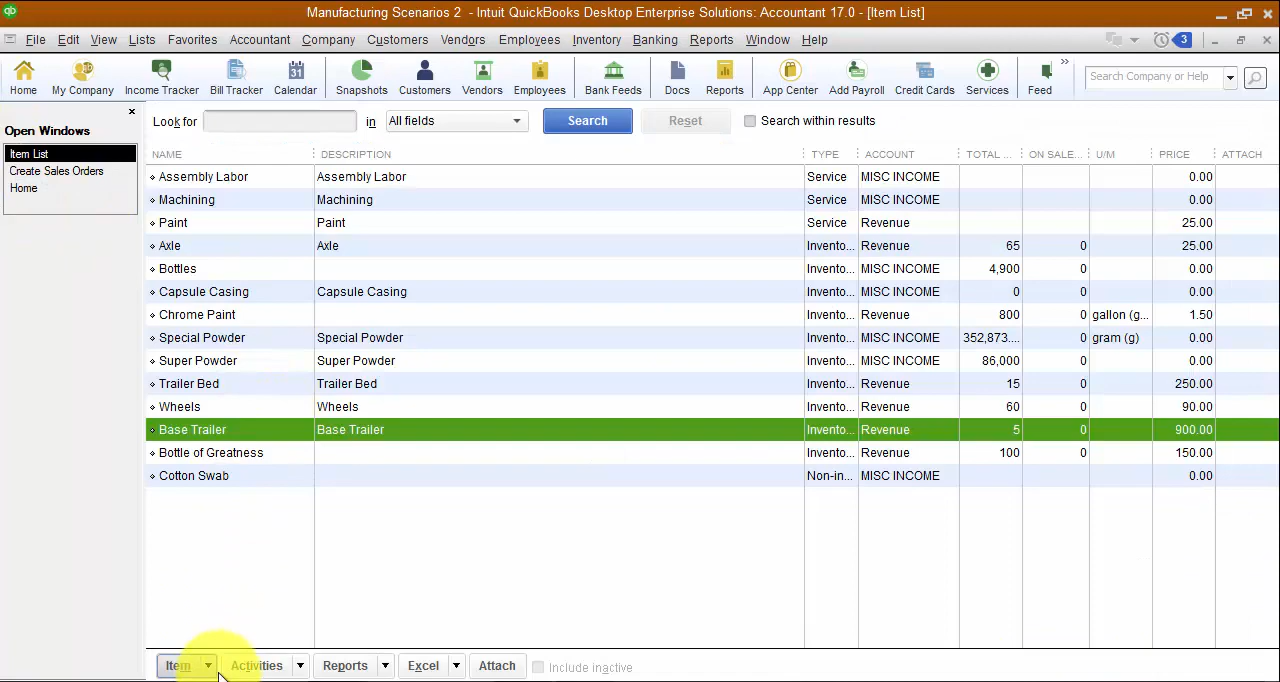 Manufacturing Scenarios 2 - Intuit QuickBooks Desktop Enterprise Solutions: Accountant 17.0 - [Item List]
File Edit View Lists Favorites Accountant Company Customers Vendors Employees Inventory Banking Reports Window Help 3
Home My Company Income Tracker Bill Tracker Calendar Snapshots Customers Vendors Employees Bank Feeds Docs Reports App Center Add Payroll Credit Cards Services Feed Search Company or Help
Open Windows
Item List
Create Sales Orders
Home
Look for in All fields Search Reset Search within results
NAME DESCRIPTION TYPE ACCOUNT TOTAL ... ON SALE... U/M PRICE ATTACH
Assembly Labor Assembly Labor Service MISC INCOME 0.00
Machining Machining Service MISC INCOME 0.00
Paint Paint Service Revenue 25.00
Axle Axle Invento... Revenue 65 0 25.00
Bottles Invento... MISC INCOME 4,900 0 0.00
Capsule Casing Capsule Casing Invento... MISC INCOME 0 0 0.00
Chrome Paint Invento... Revenue 800 0 gallon (g... 1.50
Special Powder Special Powder Invento... MISC INCOME 352,873.... 0 gram (g) 0.00
Super Powder Super Powder Invento... MISC INCOME 86,000 0 0.00
Trailer Bed Trailer Bed Invento... Revenue 15 0 250.00
Wheels Wheels Invento... Revenue 60 0 90.00
Base Trailer Base Trailer Invento... Revenue 5 0 900.00
Bottle of Greatness Invento... Revenue 100 0 150.00
Cotton Swab Non-in... MISC INCOME 0.00
Item Activities Reports Excel Attach Include inactive